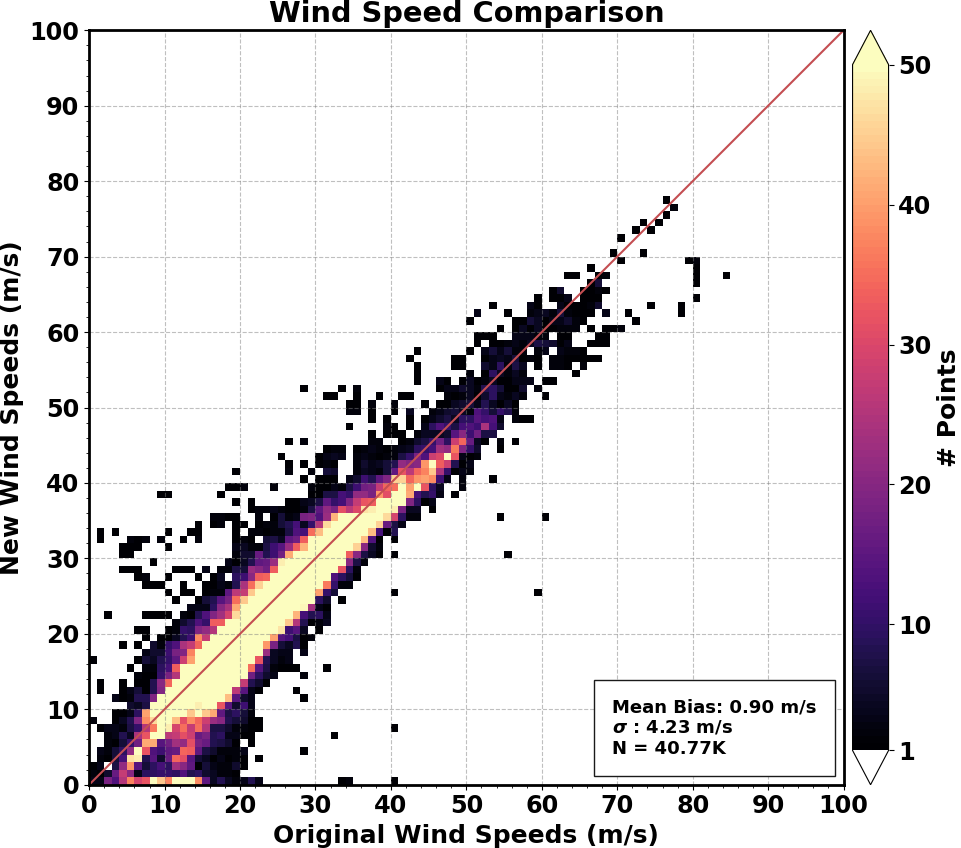 Wind Speed Comparison
100
90
80
70
60
50
40
30
20
10
0
New Wind Speeds (m/s)
0 10 20 30 40 50 60 70 80 90 100
Original Wind Speeds (m/s)
Mean Bias: 0.90 m/s
σ : 4.23 m/s
N = 40.77K
50
40
30
20
10
1
# Points